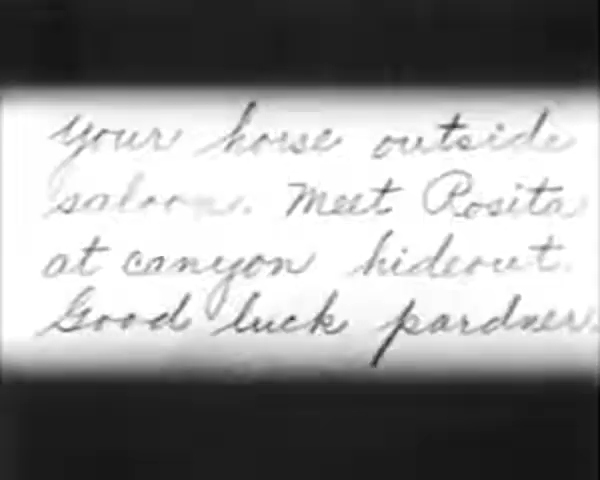 your horse outside
saloon. Meet Rosita
at canyon hideout.
Good luck pardner.